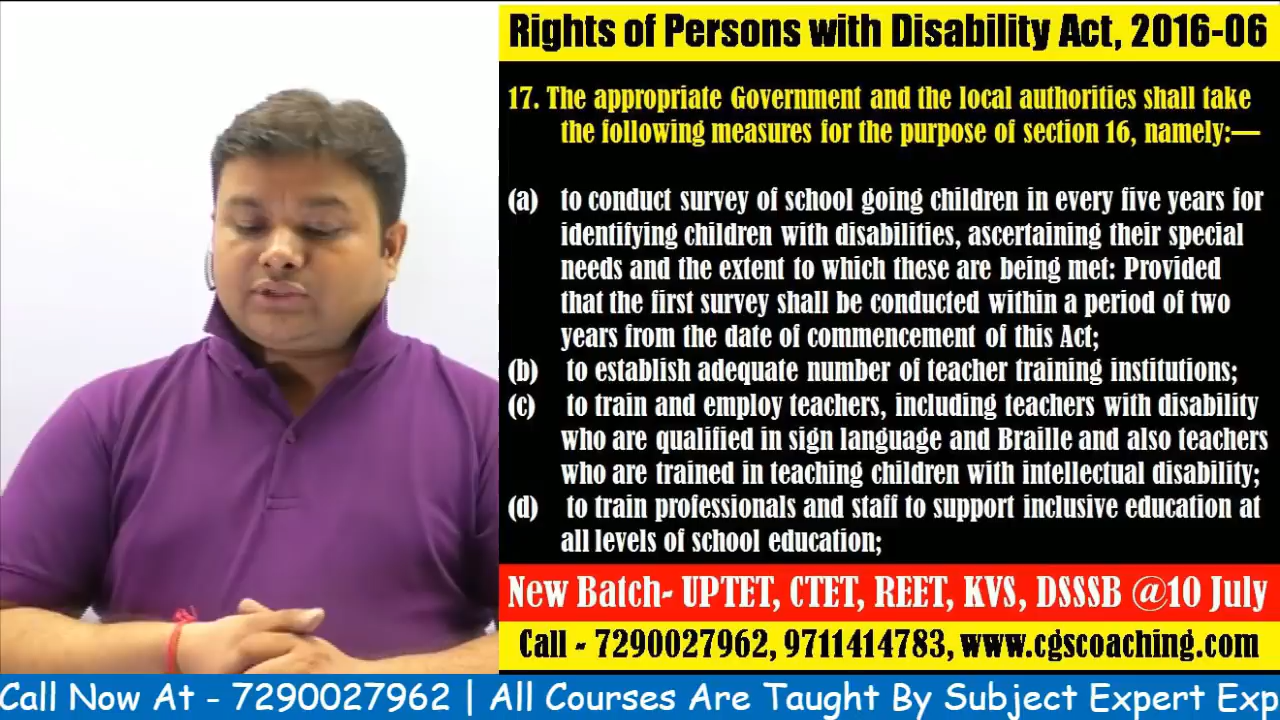 Rights of Persons with Disability Act, 2016-06
17. The appropriate Government and the local authorities shall take
the following measures for the purpose of section 16, namely:—
(a) to conduct survey of school going children in every five years for
identifying children with disabilities, ascertaining their special
needs and the extent to which these are being met: Provided
that the first survey shall be conducted within a period of two
years from the date of commencement of this Act;
(b) to establish adequate number of teacher training institutions;
(c) to train and employ teachers, including teachers with disability
who are qualified in sign language and Braille and also teachers
who are trained in teaching children with intellectual disability;
(d) to train professionals and staff to support inclusive education at
all levels of school education;
New Batch- UPTET, CTET, REET, KVS, DSSSB @10 July
Call - 7290027962, 9711414783, www.cgscoaching.com
Call Now At - 7290027962 | All Courses Are Taught By Subject Expert Exp